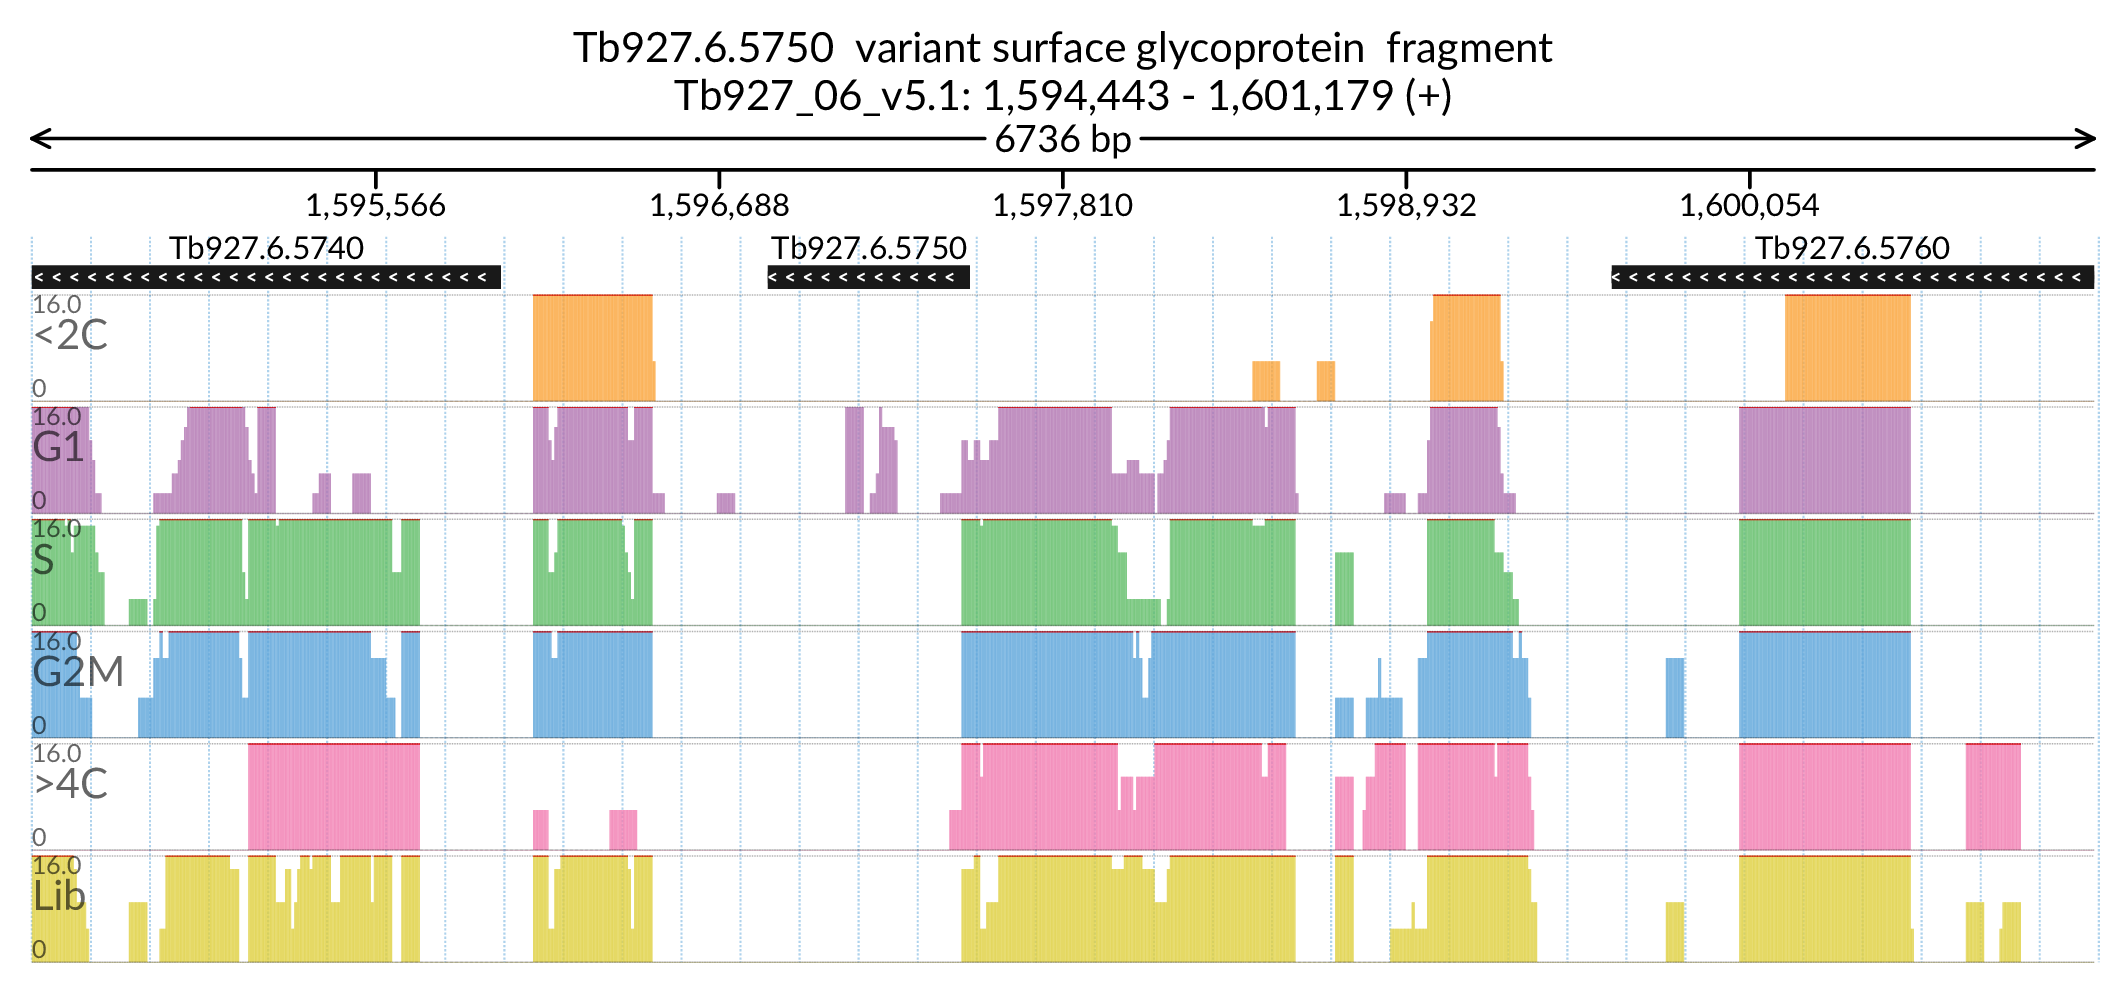 Tb927.6.5750 variant surface glycoprotein fragment
Tb927_06_v5.1: 1,594,443 - 1,601,179 (+)
6736 bp
1,595,566 1,596,688 1,597,810 1,598,932 1,600,054
Tb927.6.5740 Tb927.6.5750 Tb927.6.5760
16.0
<2C
0
16.0
G1
0
16.0
S
0
16.0
G2M
0
16.0
>4C
0
16.0
Lib
0